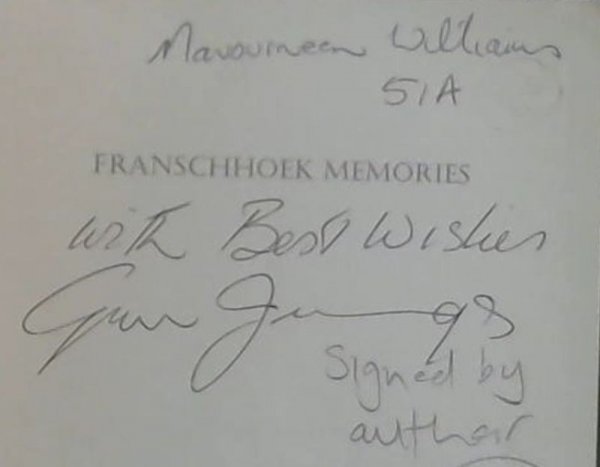 Mavourneen Williams
51A
FRANSCHHOEK MEMORIES
with Best Wishes
Signed by
author